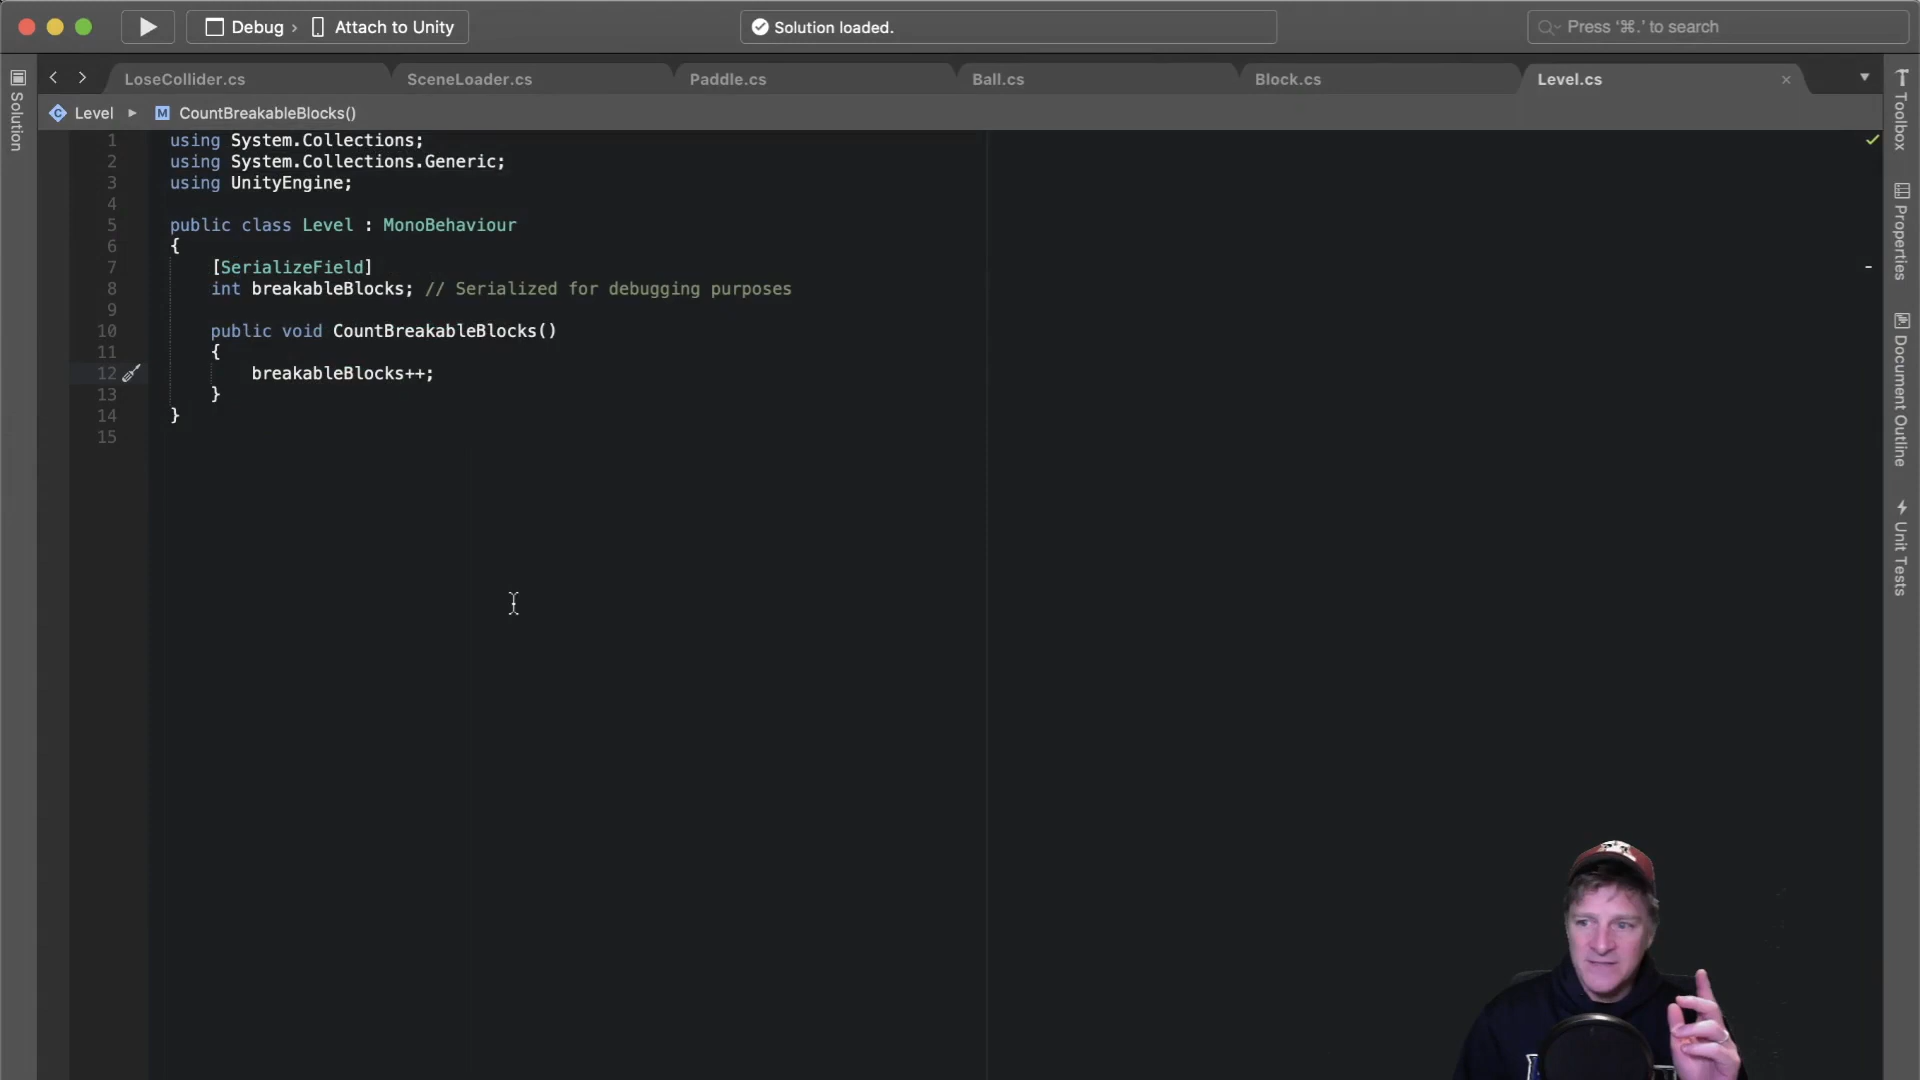 Debug › Attach to Unity
Solution loaded.
Press ‘⌘.’ to search
Solution
LoseCollider.cs
SceneLoader.cs
Paddle.cs
Ball.cs
Block.cs
Level.cs
Level ▸ M CountBreakableBlocks()
1 using System.Collections;
2 using System.Collections.Generic;
3 using UnityEngine;
4
5 public class Level : MonoBehaviour
6 {
7 [SerializeField]
8 int breakableBlocks; // Serialized for debugging purposes
9
10 public void CountBreakableBlocks()
11 {
12 breakableBlocks++;
13 }
14 }
15
Toolbox
Properties
Document Outline
Unit Tests